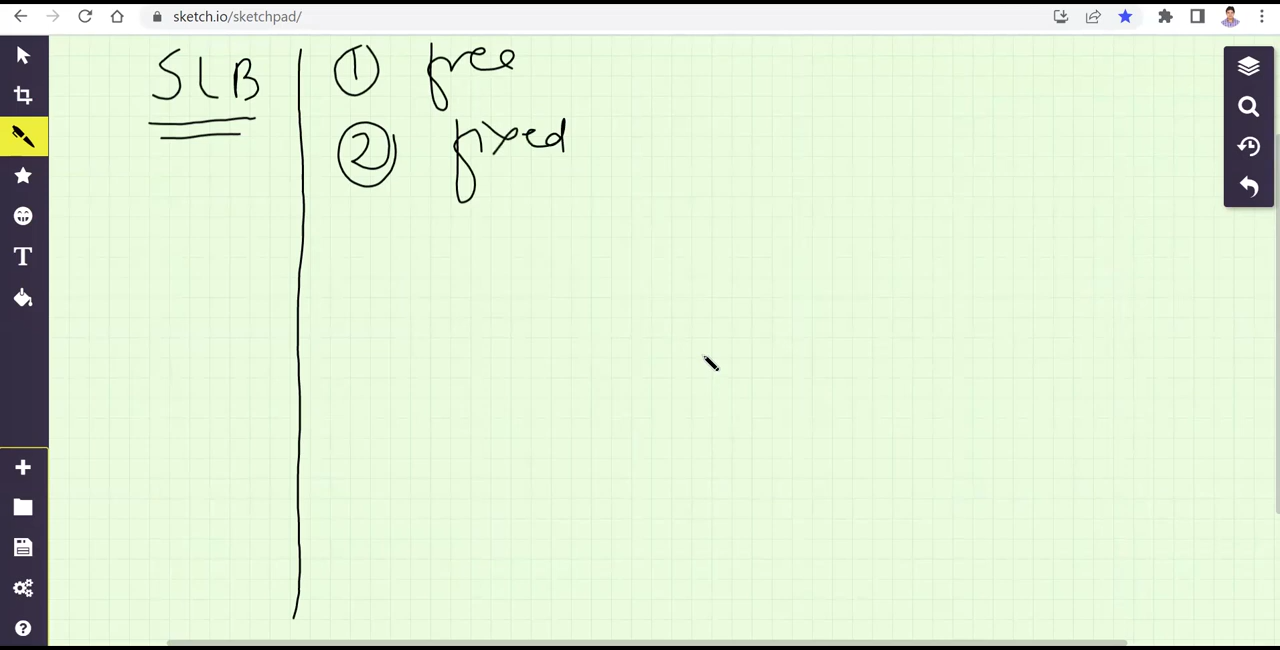 sketch.io/sketchpad/
SLB
① free
② fixed
T
?